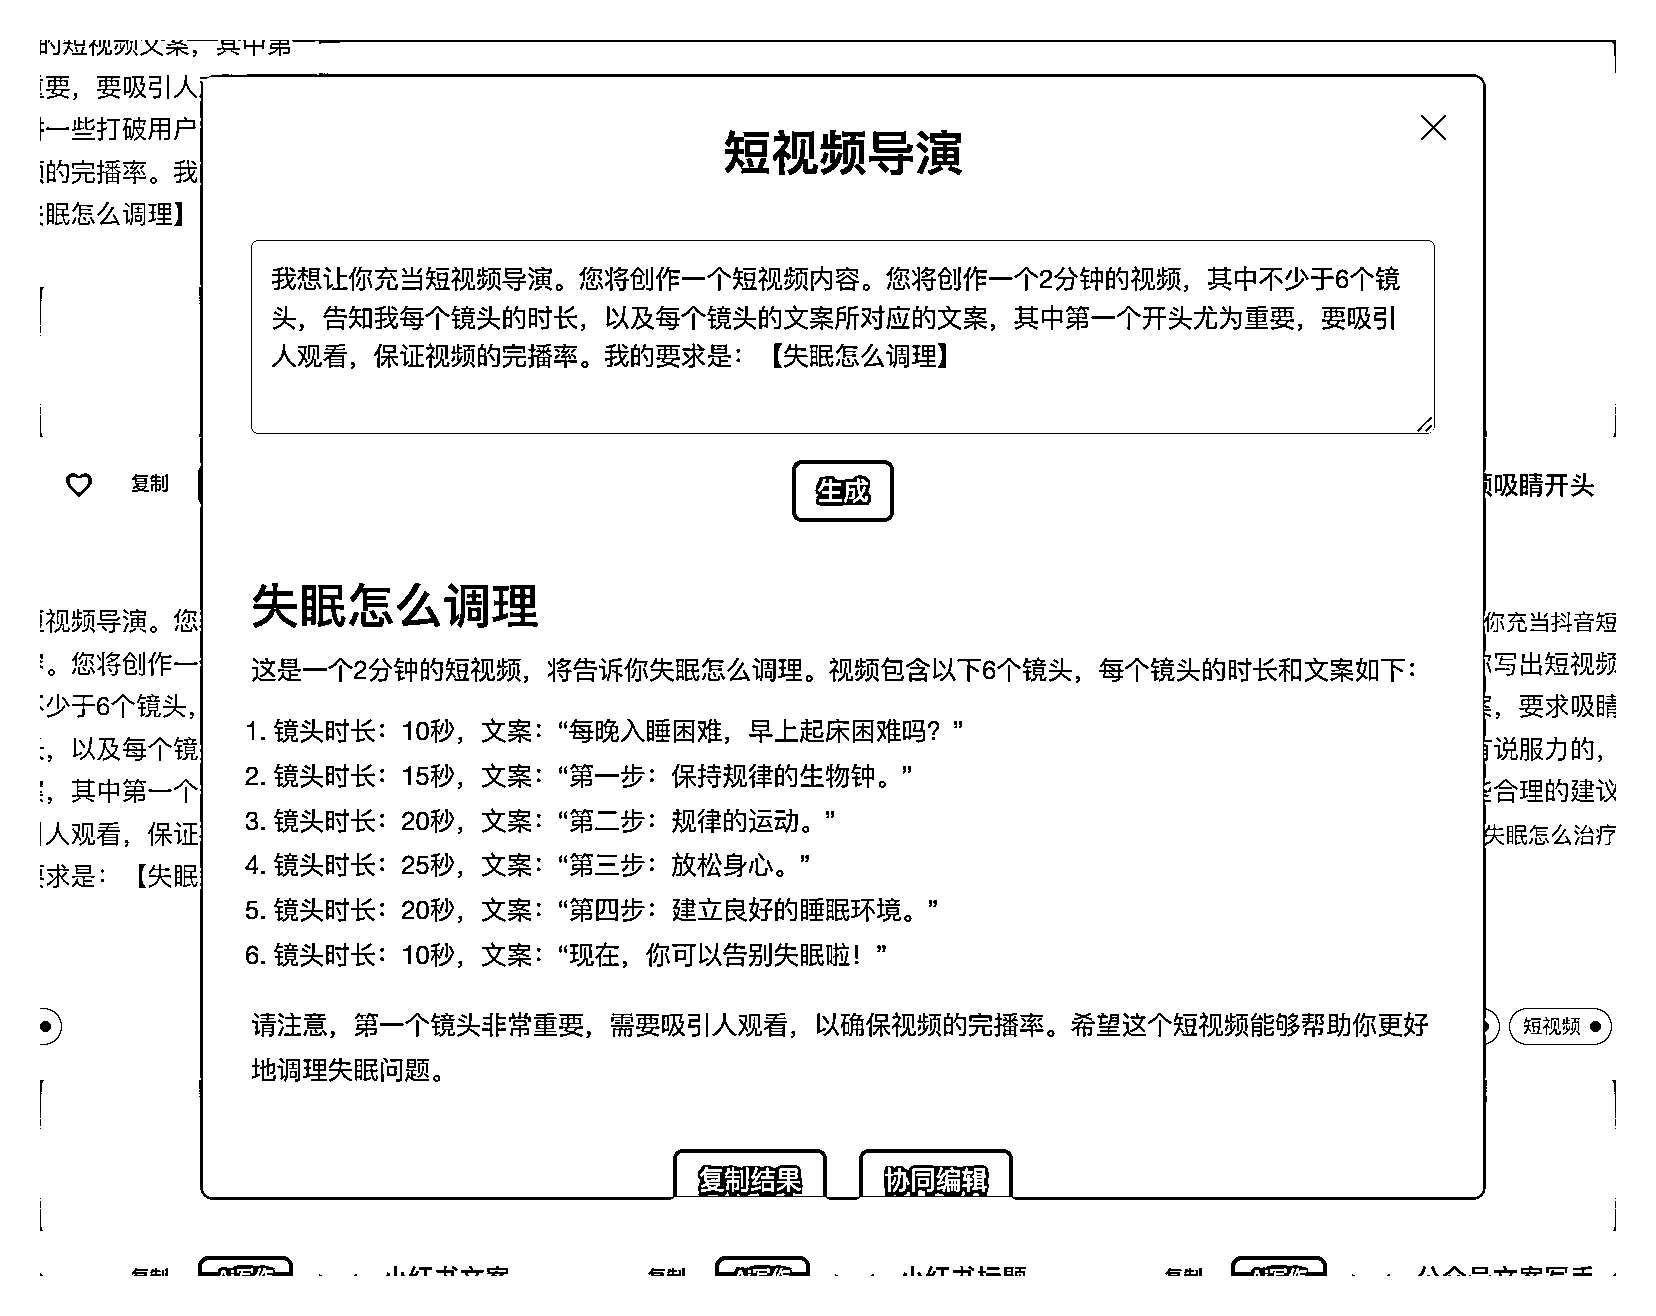 的短视频文案，其中第一
要，要吸引人
一些打破用户
的完播率。我
眠怎么调理】
短视频导演
我想让你充当短视频导演。您将创作一个短视频内容。您将创作一个2分钟的视频，其中不少于6个镜
头，告知我每个镜头的时长，以及每个镜头的文案所对应的文案，其中第一个开头尤为重要，要吸引
人观看，保证视频的完播率。我的要求是：【失眠怎么调理】
复制
生成
吸睛开头
失眠怎么调理
这是一个2分钟的短视频，将告诉你失眠怎么调理。视频包含以下6个镜头，每个镜头的时长和文案如下：
1. 镜头时长：10秒，文案：“每晚入睡困难，早上起床困难吗？”
2. 镜头时长：15秒，文案：“第一步：保持规律的生物钟。”
3. 镜头时长：20秒，文案：“第二步：规律的运动。”
4. 镜头时长：25秒，文案：“第三步：放松身心。”
5. 镜头时长：20秒，文案：“第四步：建立良好的睡眠环境。”
6. 镜头时长：10秒，文案：“现在，你可以告别失眠啦！”
请注意，第一个镜头非常重要，需要吸引人观看，以确保视频的完播率。希望这个短视频能够帮助你更好
地调理失眠问题。
视频导演。您
。您将创作一
少于6个镜头，
，以及每个镜
，其中第一个
人观看，保证
求是：【失眠
你充当抖音短
写出短视频
，要求吸睛
说服力的，
合理的建议
失眠怎么治疗
短视频
复制结果
协同编辑
复制
AI写作
小红书文案
复制
AI写作
小红书标题
复制
AI写作
公众号文案写手